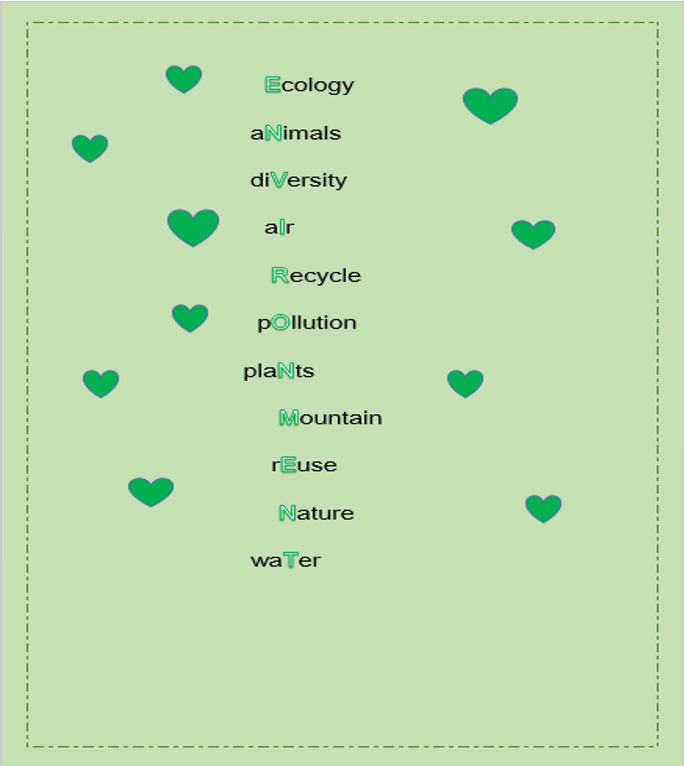 Ecology
aNimals
diVersity
aIr
Recycle
pOllution
plaNts
Mountain
rEuse
Nature
waTer